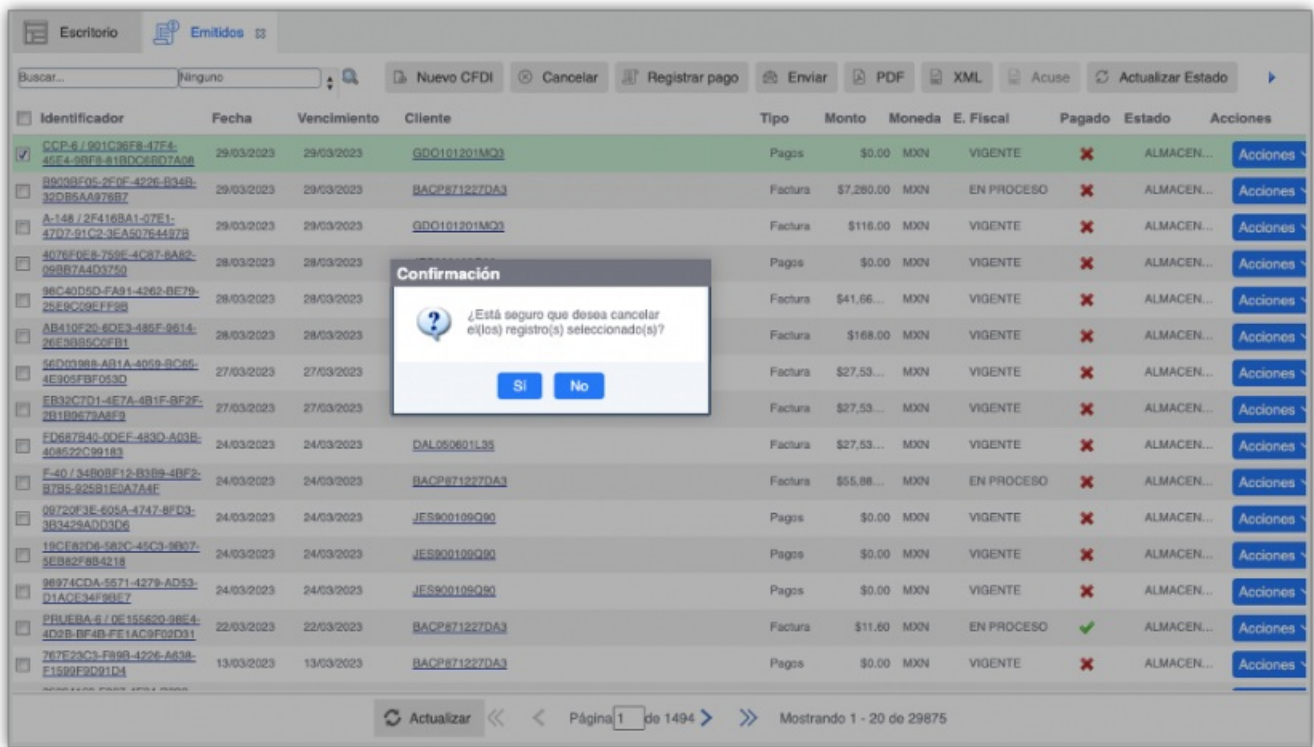 Escritorio Emitidos
Buscar... Ninguno Nuevo CFDI Cancelar Registrar pago Enviar PDF XML Acuse Actualizar Estado
Identificador Fecha Vencimiento Cliente Tipo Monto Moneda E. Fiscal Pagado Estado Acciones
CCP-6 / 901C36F8-47F4-
45E4-9BF8-81BDC6BD7A08 29/03/2023 29/03/2023 GDO101201MQ3 Pagos $0.00 MXN VIGENTE ALMACEN... Acciones
B903BF05-2F0F-4226-B34B-
32DB5AA976B7 29/03/2023 29/03/2023 BACP871227DA3 Factura $7,280.00 MXN EN PROCESO ALMACEN... Acciones
A-148 / 2F416BA1-07E1-
47D7-91C2-3EA50764497B 29/03/2023 29/03/2023 GDO101201MQ3 Factura $116.00 MXN VIGENTE ALMACEN... Acciones
4076F0E8-759E-4C87-8A82-
09BB7A4D3750 28/03/2023 28/03/2023 Pagos $0.00 MXN VIGENTE ALMACEN... Acciones
98C40D5D-FA91-4262-BE79-
25E9C09EFF9B 28/03/2023 28/03/2023 Factura $41,66... MXN VIGENTE ALMACEN... Acciones
AB410F20-6DE3-485F-9614-
26E3BB5C0FB1 28/03/2023 28/03/2023 Factura $168.00 MXN VIGENTE ALMACEN... Acciones
56D03988-AB1A-4059-BC65-
4E905FBF053D 27/03/2023 27/03/2023 Factura $27,53... MXN VIGENTE ALMACEN... Acciones
EB32C7D1-4E7A-4B1F-BF2F-
2B1B9679A8F9 27/03/2023 27/03/2023 Factura $27,53... MXN VIGENTE ALMACEN... Acciones
FD687B40-0DEF-483D-A03B-
408522C99183 24/03/2023 24/03/2023 DAL050601L35 Factura $27,53... MXN VIGENTE ALMACEN... Acciones
F-40 / 34B0BF12-B3B9-4BF2-
B7B5-925B1E0A7A4F 24/03/2023 24/03/2023 BACP871227DA3 Factura $55,88... MXN EN PROCESO ALMACEN... Acciones
09720F3E-605A-4747-8FD3-
3B3429ADD3D6 24/03/2023 24/03/2023 JES900109Q90 Pagos $0.00 MXN VIGENTE ALMACEN... Acciones
19CE82D6-582C-45C3-9B07-
5EB82F8B4218 24/03/2023 24/03/2023 JES900109Q90 Pagos $0.00 MXN VIGENTE ALMACEN... Acciones
98974CDA-5571-4279-AD53-
D1ACE34F9BE7 24/03/2023 24/03/2023 JES900109Q90 Pagos $0.00 MXN VIGENTE ALMACEN... Acciones
PRUEBA-6 / 0E155620-98E4-
4D2B-BF4B-FE1AC9F02D31 22/03/2023 22/03/2023 BACP871227DA3 Factura $11.60 MXN EN PROCESO ALMACEN... Acciones
767E23C3-F89B-4226-A638-
F1599F9D91D4 13/03/2023 13/03/2023 BACP871227DA3 Pagos $0.00 MXN VIGENTE ALMACEN... Acciones
Confirmación
¿Está seguro que desea cancelar
el(los) registro(s) seleccionado(s)?
Sí No
Actualizar Página 1 de 1494 Mostrando 1 - 20 de 29875